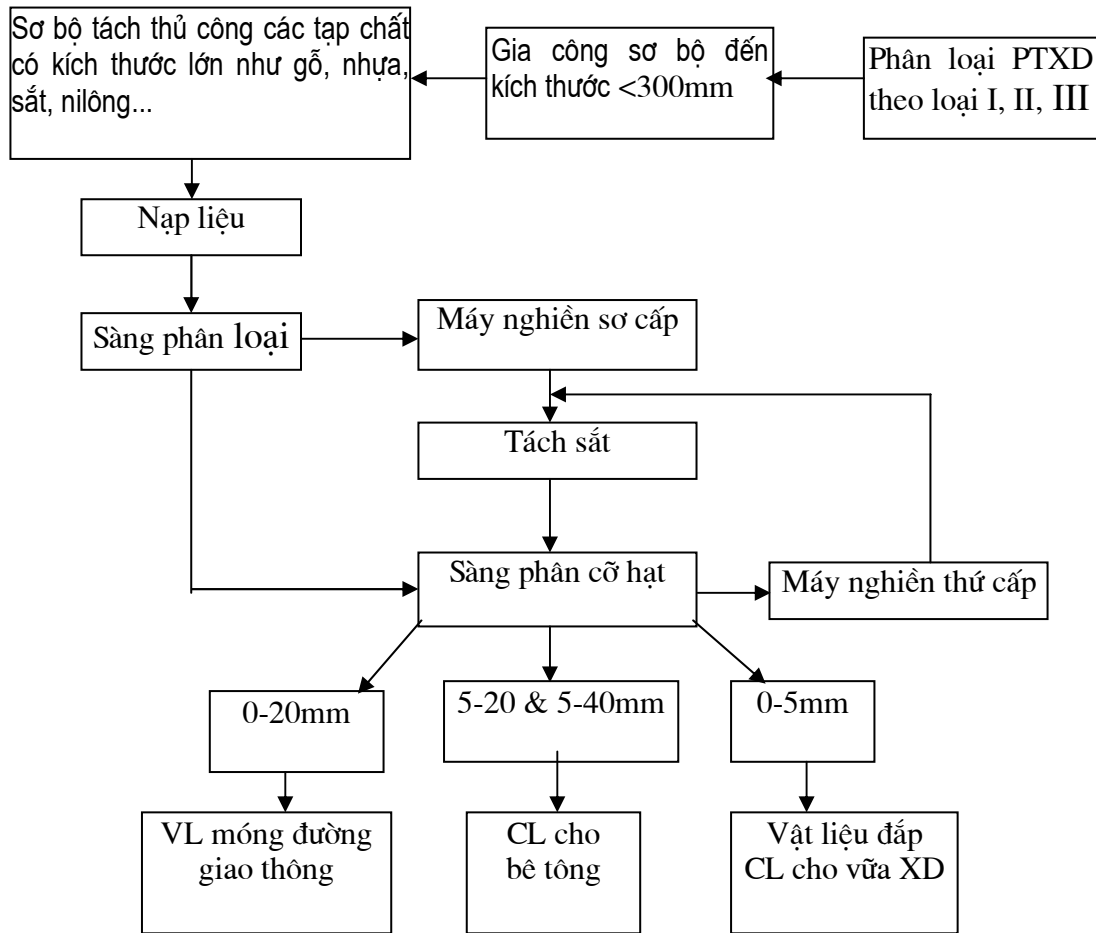 Sơ bộ tách thủ công các tạp chất
có kích thước lớn như gỗ, nhựa,
sắt, nilông...
Gia công sơ bộ đến
kích thước <300mm
Phân loại PTXD
theo loại I, II, III
Nạp liệu
Sàng phân loại
Máy nghiền sơ cấp
Tách sắt
Sàng phân cỡ hạt
Máy nghiền thứ cấp
0-20mm
5-20 & 5-40mm
0-5mm
VL móng đường
giao thông
CL cho
bê tông
Vật liệu đắp
CL cho vữa XD